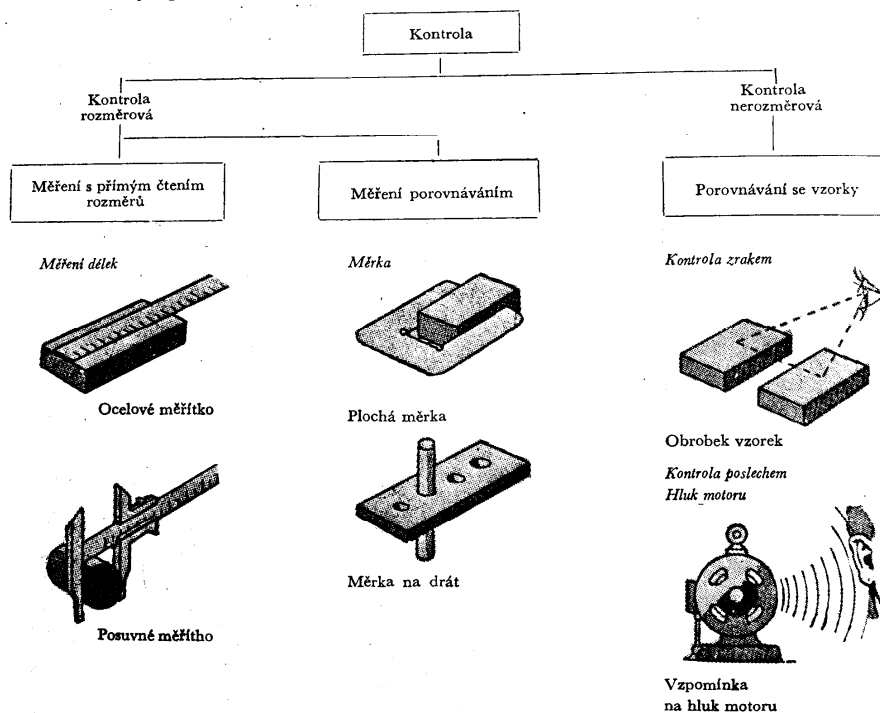 Kontrola
Kontrola
rozměrová
Kontrola
nerozměrová
Měření s přímým čtením
rozměrů
Měření porovnáváním
Porovnávání se vzorky
Měření délek
Měrka
Kontrola zrakem
Ocelové měřítko
Plochá měrka
Obrobek vzorek
Kontrola poslechem
Hluk motoru
Měrka na drát
Posuvné měřítho
Vzpomínka
na hluk motoru